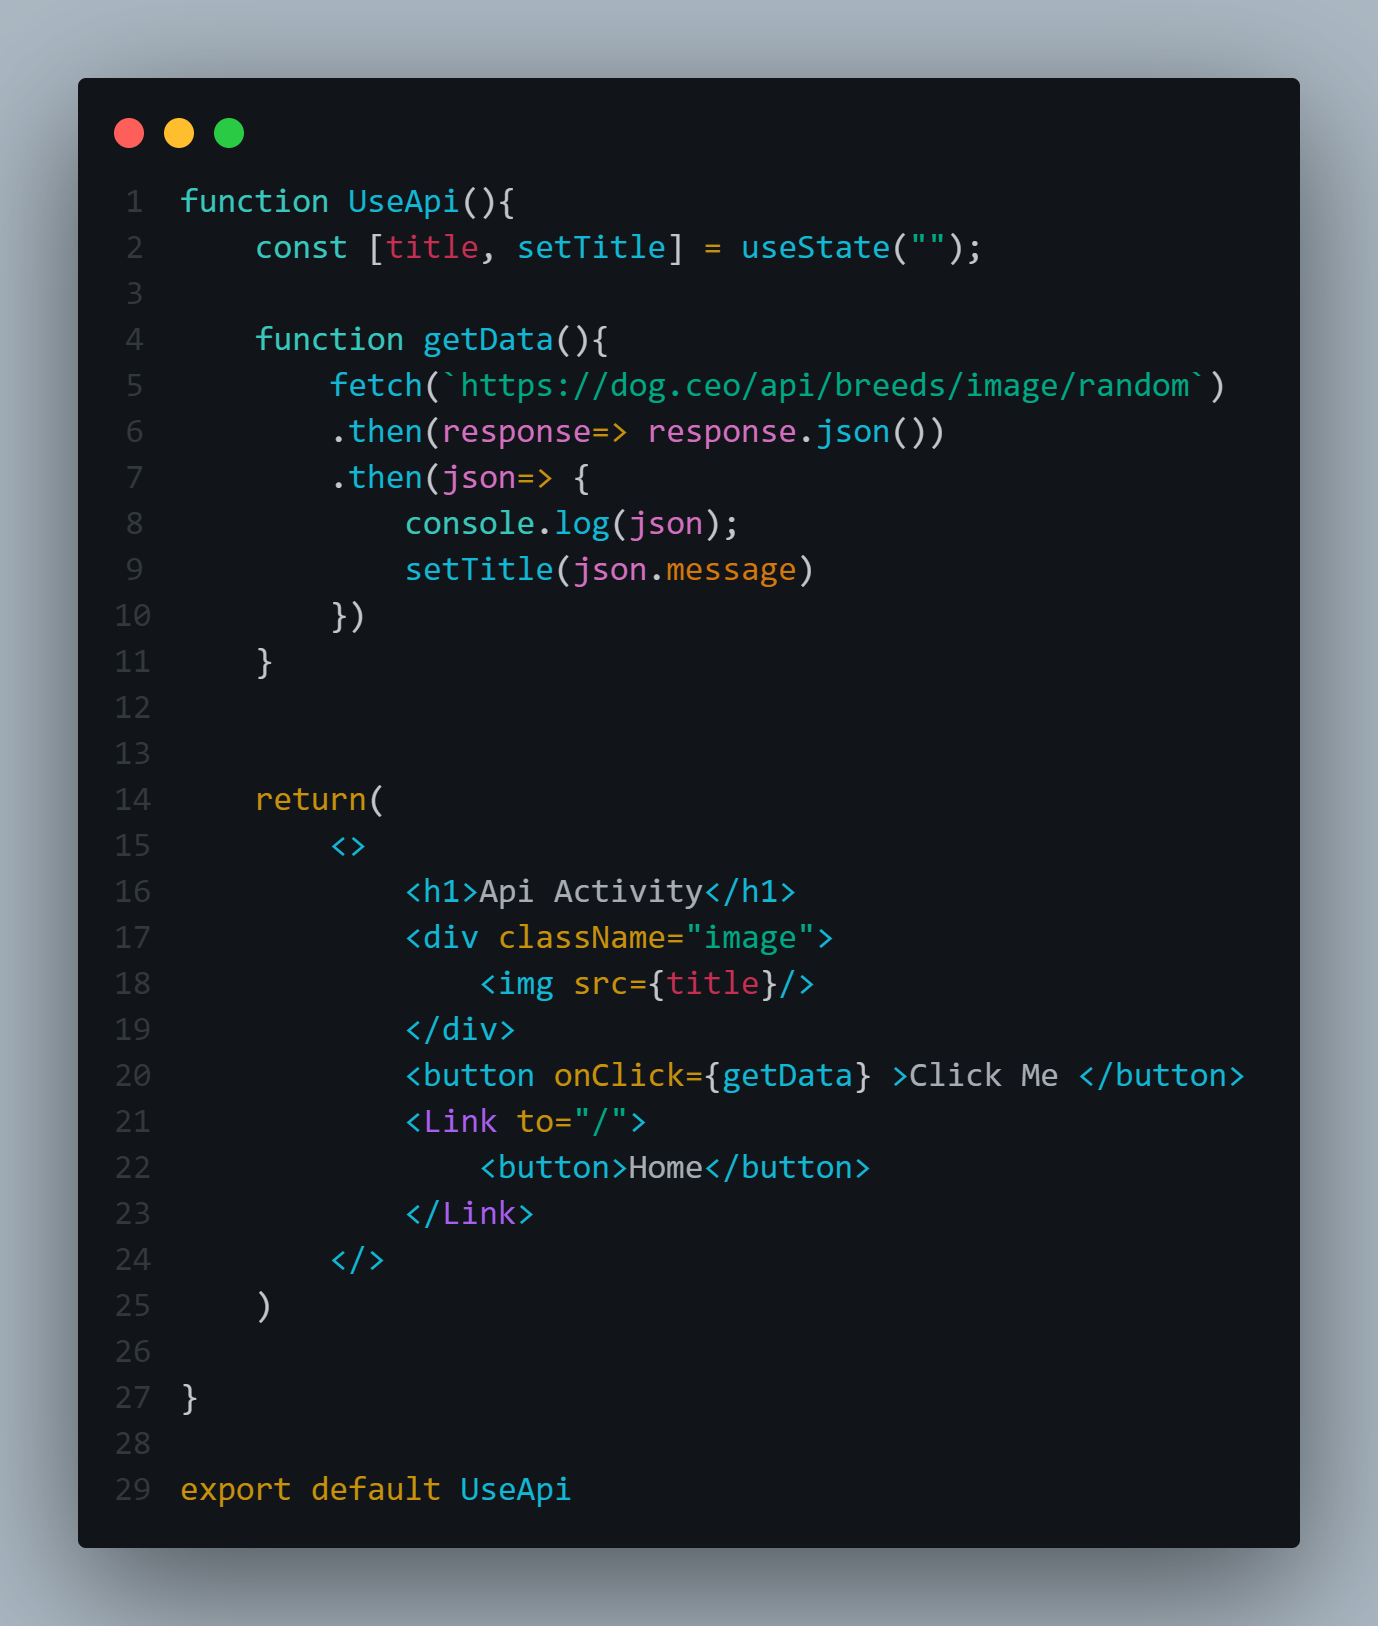 1 function UseApi(){
2     const [title, setTitle] = useState("");
3
4     function getData(){
5         fetch(`https://dog.ceo/api/breeds/image/random`)
6         .then(response=> response.json())
7         .then(json=> {
8             console.log(json);
9             setTitle(json.message)
10         })
11     }
12
13
14     return(
15         <>
16             <h1>Api Activity</h1>
17             <div className="image">
18                 <img src={title}/>
19             </div>
20             <button onClick={getData} >Click Me </button>
21             <Link to="/">
22                 <button>Home</button>
23             </Link>
24         </>
25     )
26
27 }
28
29 export default UseApi